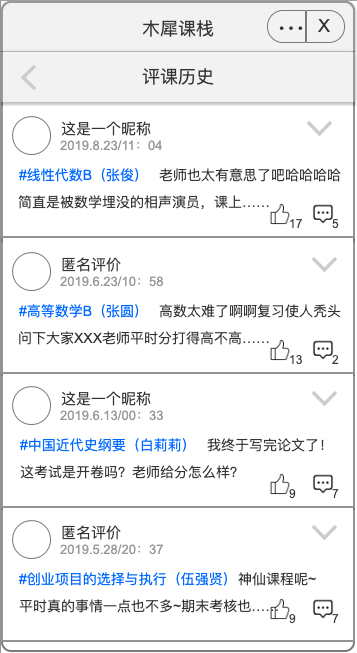 木犀课栈
... X
评课历史
这是一个昵称
2019.8.23/11：04
#线性代数B（张俊） 老师也太有意思了吧哈哈哈哈
简直是被数学埋没的相声演员，课上......
17 5
匿名评价
2019.6.23/10：58
#高等数学B（张圆） 高数太难了啊啊复习使人秃头
问下大家XXX老师平时分打得高不高......
13 2
这是一个昵称
2019.6.13/00：33
#中国近代史纲要（白莉莉） 我终于写完论文了！
这考试是开卷吗？老师给分怎么样？
9 7
匿名评价
2019.5.28/20：37
#创业项目的选择与执行（伍强贤）神仙课程呢~
平时真的事情一点也不多~期末考核也......
9 7